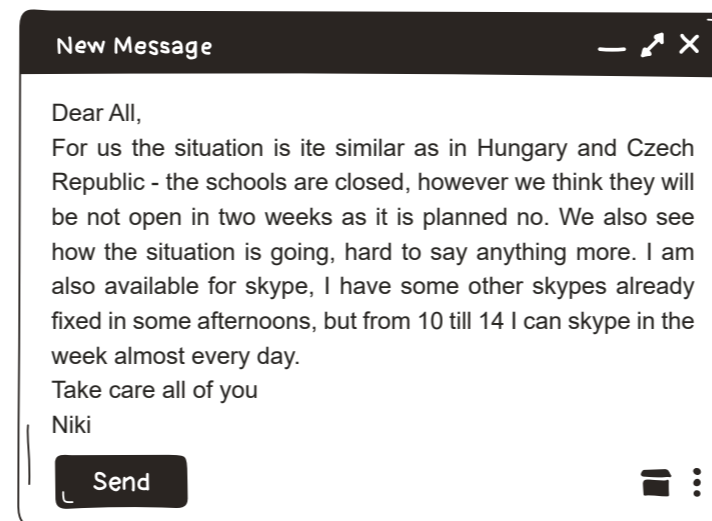 New Message
Dear All,
For us the situation is ite similar as in Hungary and Czech
Republic - the schools are closed, however we think they will
be not open in two weeks as it is planned no. We also see
how the situation is going, hard to say anything more. I am
also available for skype, I have some other skypes already
fixed in some afternoons, but from 10 till 14 I can skype in the
week almost every day.
Take care all of you
Niki
Send